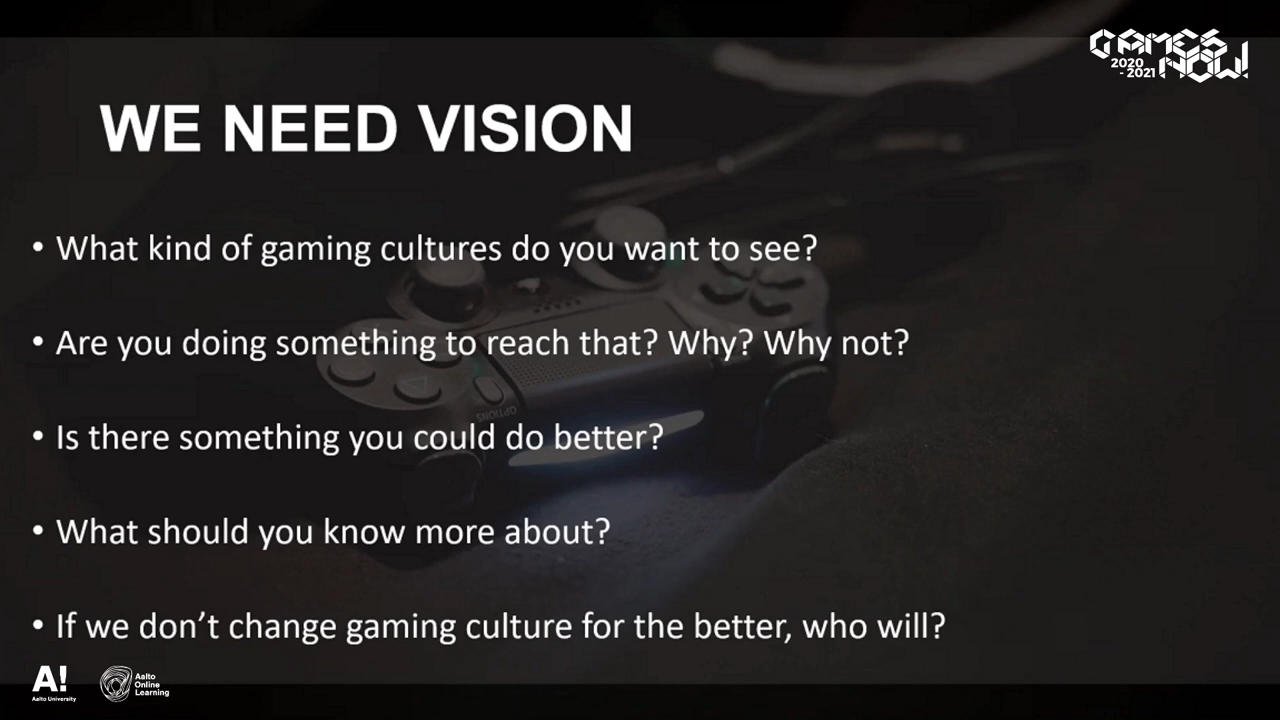 GAMES
2020
- 2021 NOW!
WE NEED VISION
• What kind of gaming cultures do you want to see?
• Are you doing something to reach that? Why? Why not?
OPTIONS
• Is there something you could do better?
• What should you know more about?
• If we don’t change gaming culture for the better, who will?
A!
Aalto University
Aalto
Online
Learning